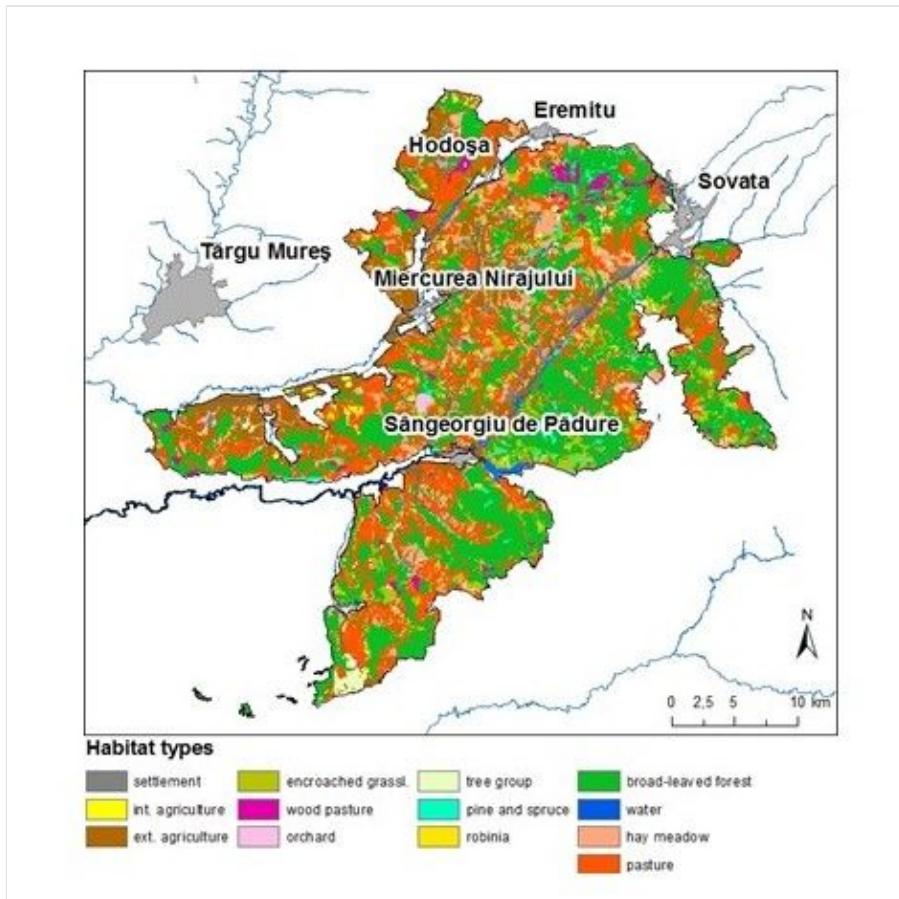 Eremitu
Hodoşa
Sovata
Târgu Mureş
Miercurea Nirajului
Sângeorgiu de Pădure
N
0 2,5 5 10 km
Habitat types
settlement encroached grassl. tree group broad-leaved forest
int. agriculture wood pasture pine and spruce water
ext. agriculture orchard robinia hay meadow
pasture